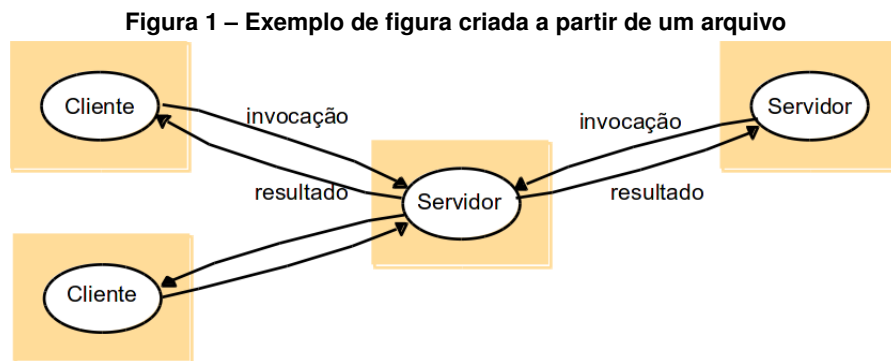 Figura 1 – Exemplo de figura criada a partir de um arquivo
Cliente
invocação
resultado
Servidor
invocação
resultado
Servidor
Cliente